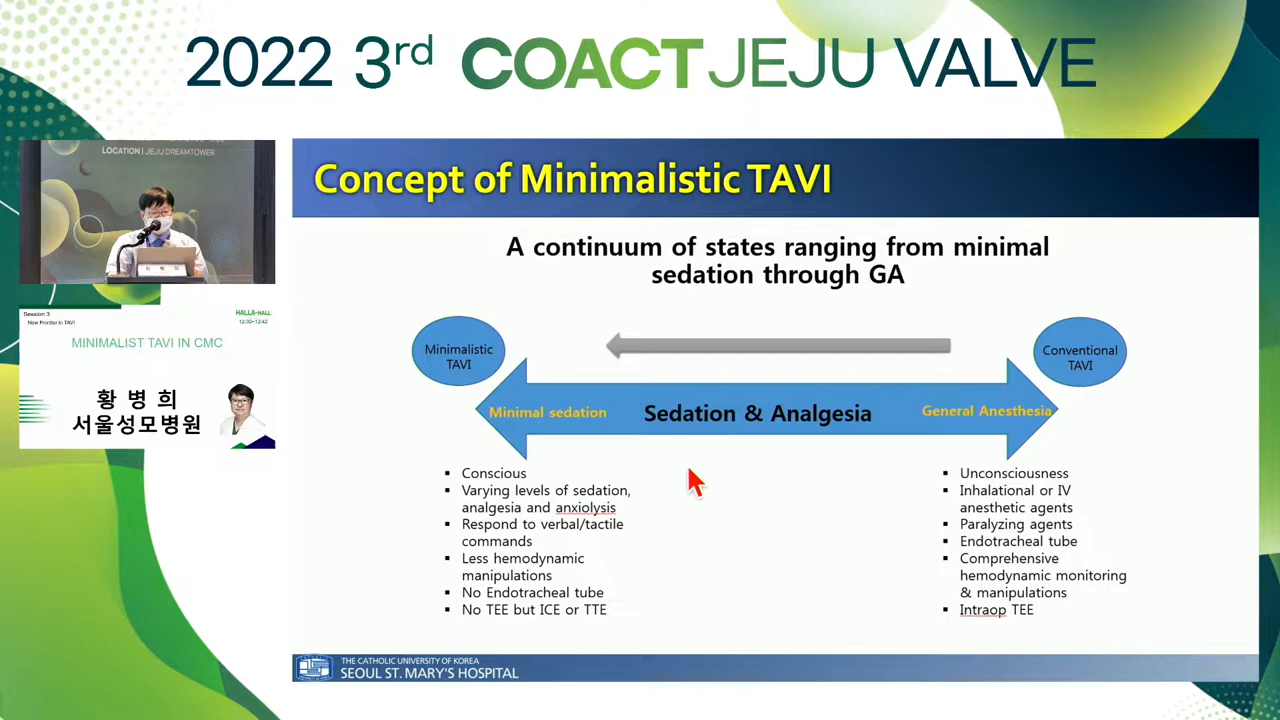 2022 3rd COACT JEJU VALVE
LOCATION | JEJU DREAMTOWER
Session 3
New Frontier in TAVI
HALLA-HALL
12:30~12:42
MINIMALIST TAVI IN CMC
황 병 희
서울성모병원
Concept of Minimalistic TAVI
A continuum of states ranging from minimal
sedation through GA
Minimalistic
TAVI
Conventional
TAVI
Minimal sedation
Sedation & Analgesia
General Anesthesia
▪ Conscious
▪ Varying levels of sedation,
analgesia and anxiolysis
▪ Respond to verbal/tactile
commands
▪ Less hemodynamic
manipulations
▪ No Endotracheal tube
▪ No TEE but ICE or TTE
▪ Unconsciousness
▪ Inhalational or IV
anesthetic agents
▪ Paralyzing agents
▪ Endotracheal tube
▪ Comprehensive
hemodynamic monitoring
& manipulations
▪ Intraop TEE
THE CATHOLIC UNIVERSITY OF KOREA
SEOUL ST. MARY'S HOSPITAL